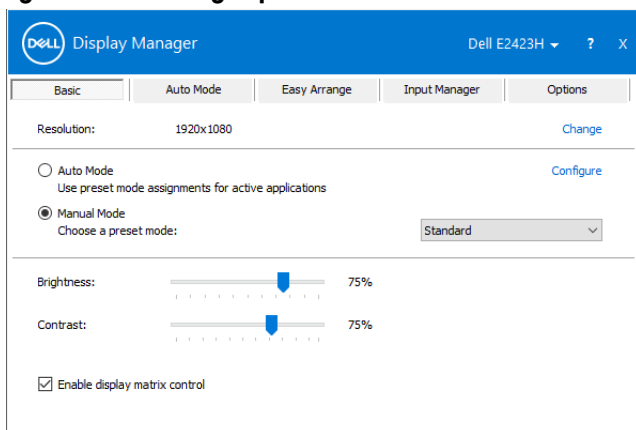 DELL Display Manager Dell E2423H ? X
Basic Auto Mode Easy Arrange Input Manager Options
Resolution: 1920x1080 Change
Auto Mode Configure
Use preset mode assignments for active applications
Manual Mode
Choose a preset mode: Standard
Brightness: 75%
Contrast: 75%
Enable display matrix control